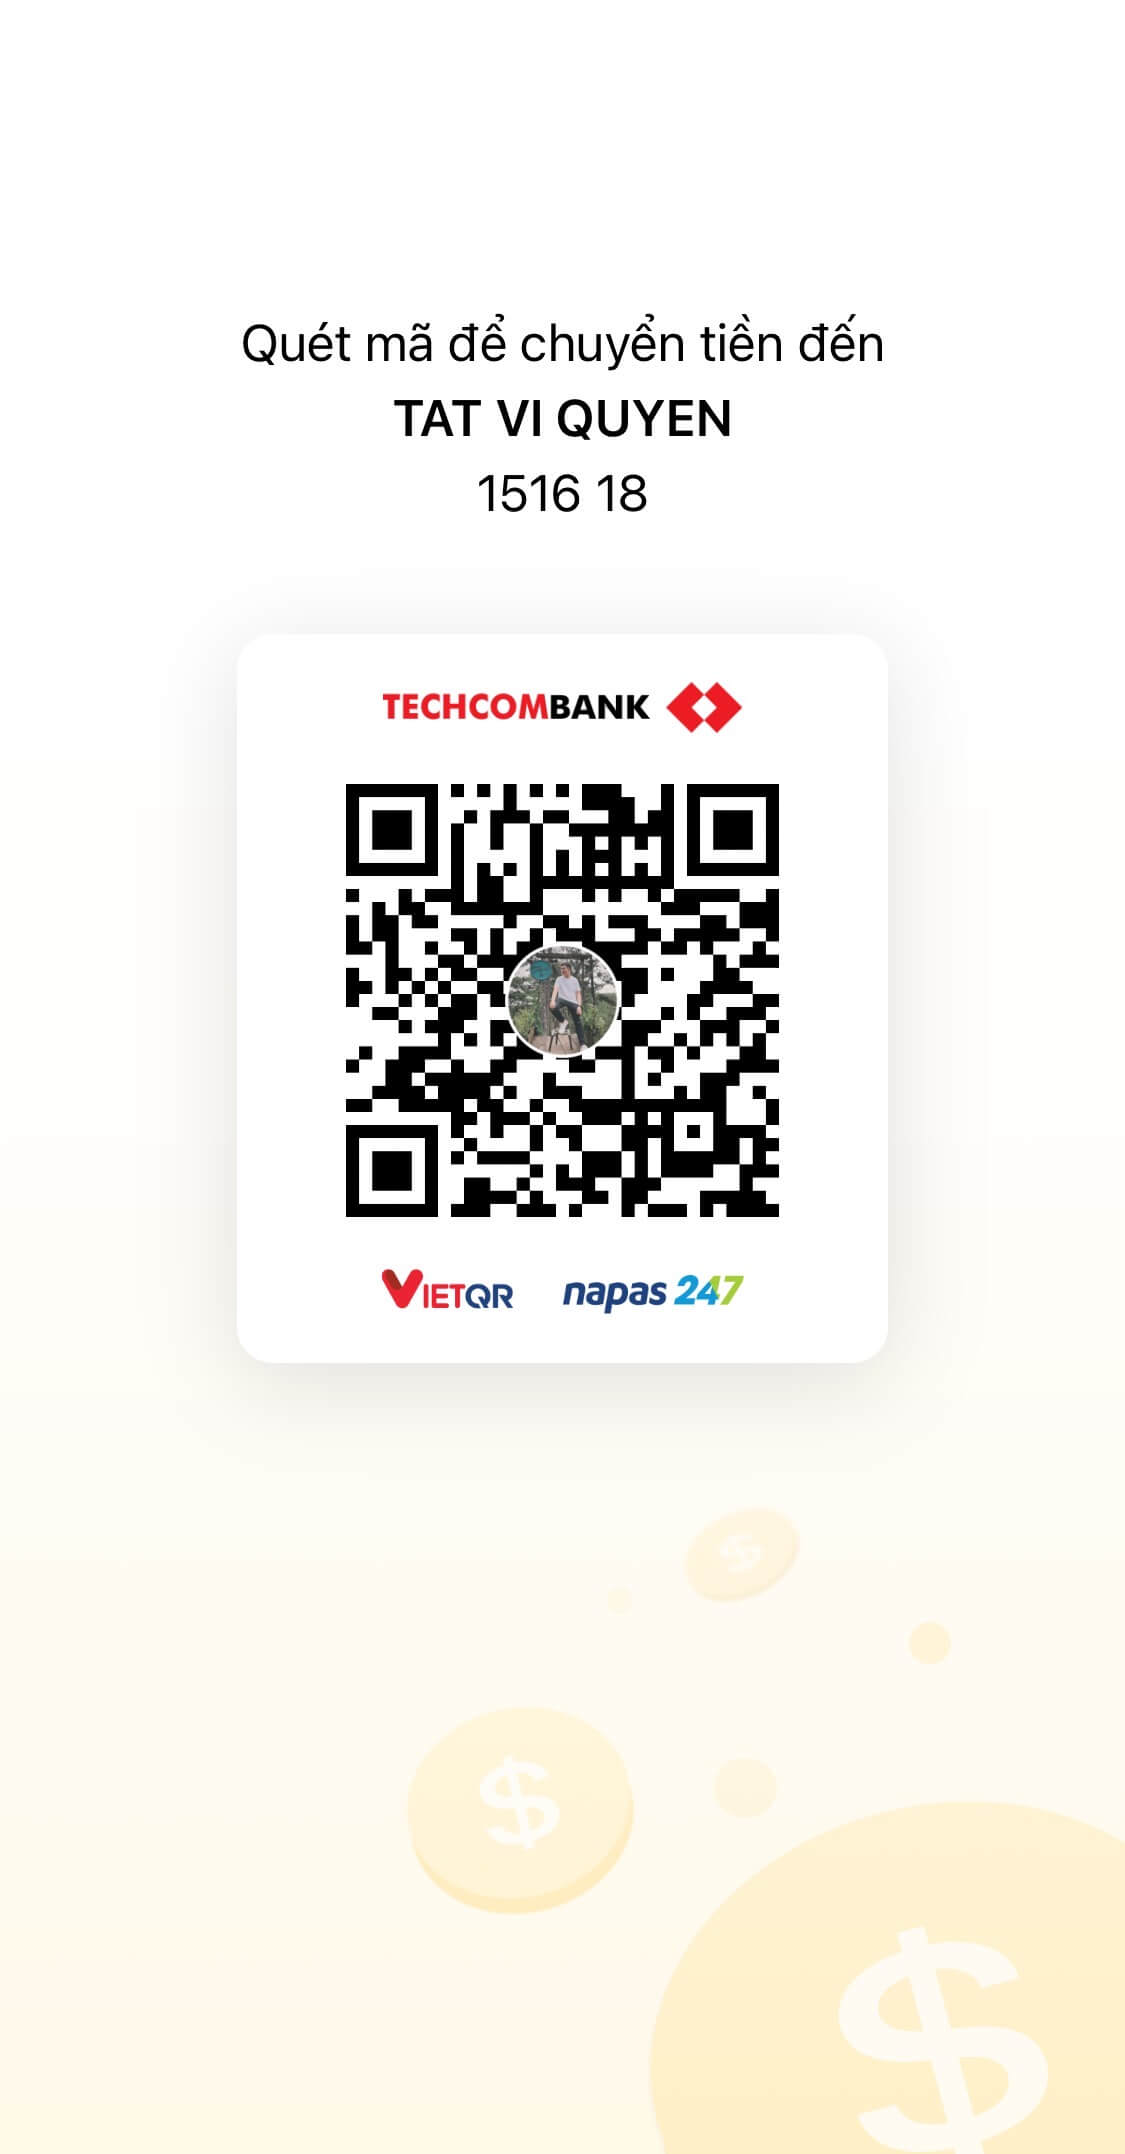 Quét mã để chuyển tiền đến
TAT VI QUYEN
1516 18
TECHCOMBANK
VIETQR napas 247
$
$
$